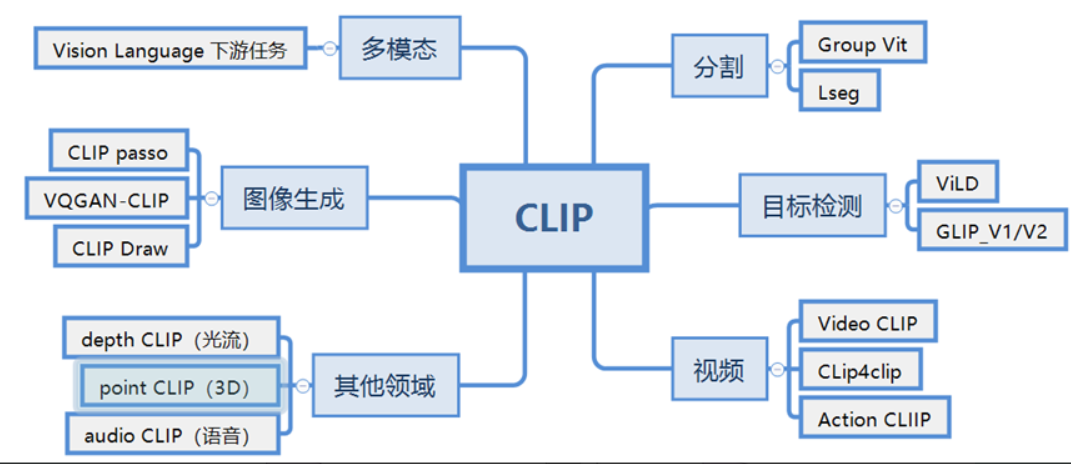 Vision Language 下游任务
多模态
CLIP passo
VQGAN-CLIP
CLIP Draw
图像生成
depth CLIP（光流）
point CLIP（3D）
audio CLIP（语音）
其他领域
CLIP
分割
Group Vit
Lseg
目标检测
ViLD
GLIP_V1/V2
视频
Video CLIP
CLip4clip
Action CLIIP